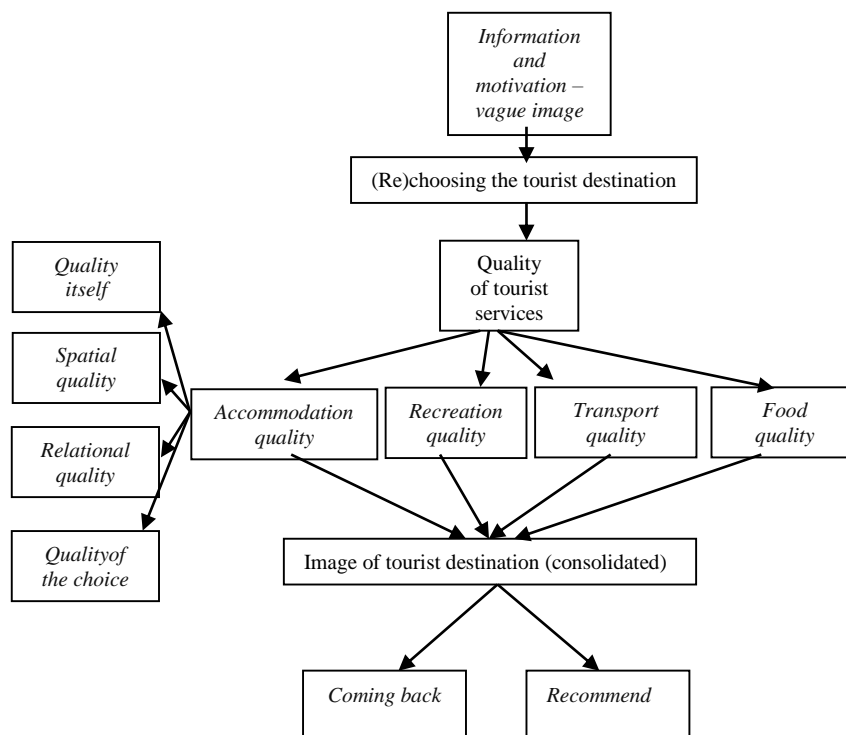 Information
and
motivation –
vague image
(Re)choosing the tourist destination
Quality
of tourist
services
Quality
itself
Spatial
quality
Relational
quality
Qualityof
the choice
Accommodation
quality
Recreation
quality
Transport
quality
Food
quality
Image of tourist destination (consolidated)
Coming back
Recommend